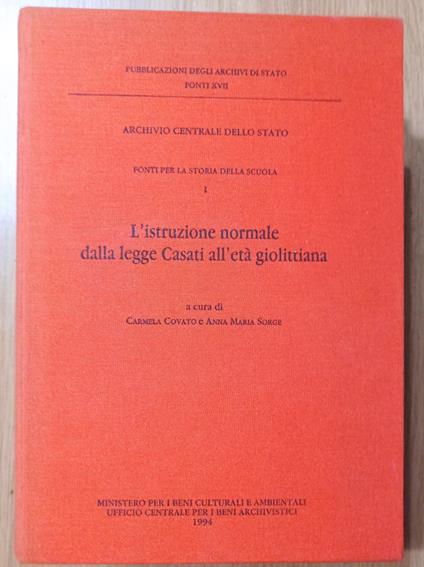 PUBBLICAZIONI DEGLI ARCHIVI DI STATO
FONTI XVII
ARCHIVIO CENTRALE DELLO STATO
FONTI PER LA STORIA DELLA SCUOLA
I
L'istruzione normale
dalla legge Casati all'età giolittiana
a cura di
CARMELA COVATO e ANNA MARIA SORGE
MINISTERO PER I BENI CULTURALI E AMBIENTALI
UFFICIO CENTRALE PER I BENI ARCHIVISTICI
1994